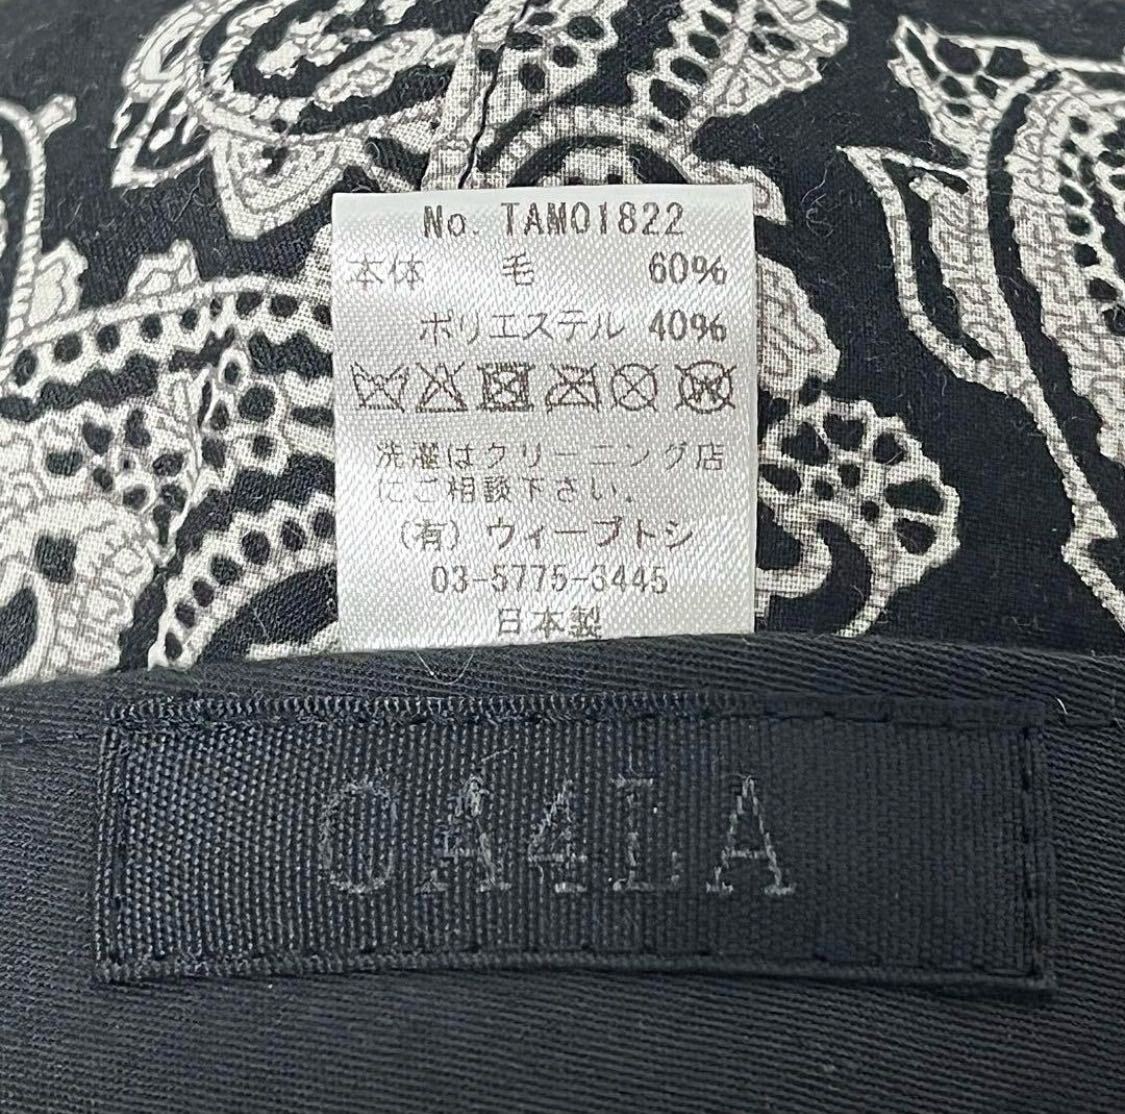 No. TAM01822
本体 毛 60%
ポリエステル 40%
洗濯はクリーニング店
にご相談下さい.
(有) ウィーブトシ
03-5775-3445
日本製
CA4LA